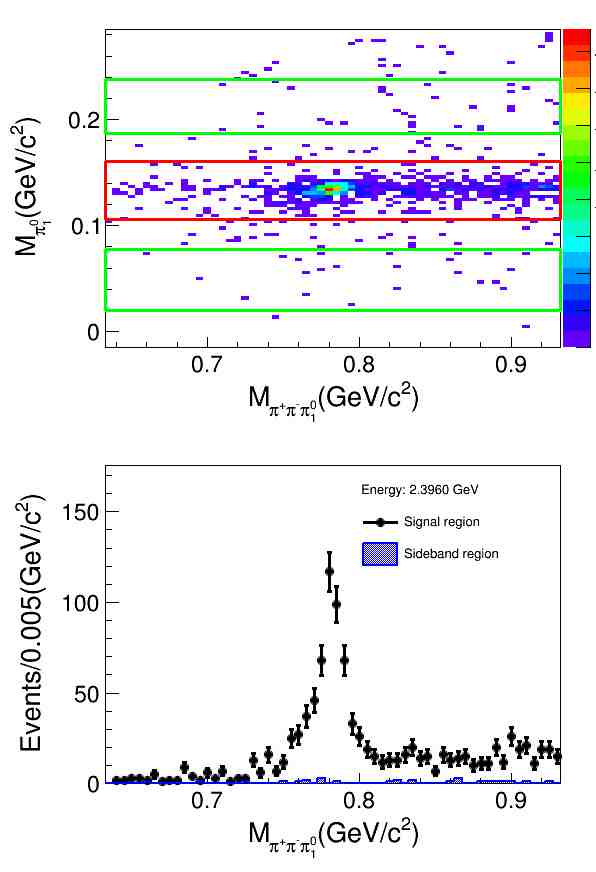 M_{π^0_1}(GeV/c^2)
0.2
0.1
0
0.7 0.8 0.9
M_{π^+π^-π^0_1}(GeV/c^2)
Events/0.005(GeV/c^2)
150
100
50
0
Energy: 2.3960 GeV
Signal region
Sideband region
0.7 0.8 0.9
M_{π^+π^-π^0_1}(GeV/c^2)